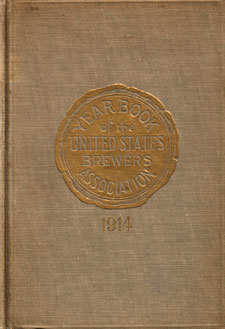 YEAR BOOK
of the
UNITED STATES
BREWERS
ASSOCIATION
1914